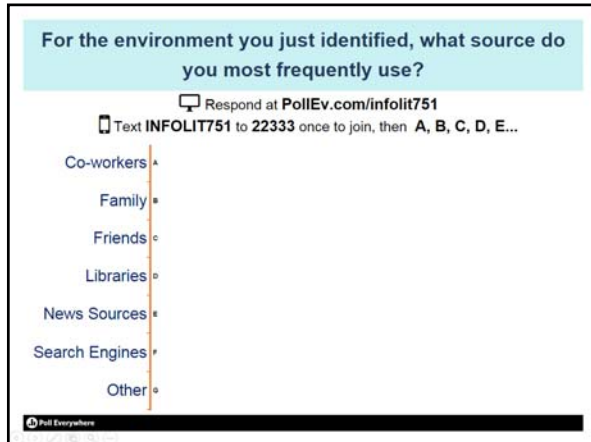 For the environment you just identified, what source do
you most frequently use?
Respond at PollEv.com/infolit751
Text INFOLIT751 to 22333 once to join, then A, B, C, D, E...
Co-workers A
Family B
Friends C
Libraries D
News Sources E
Search Engines F
Other G
Poll Everywhere